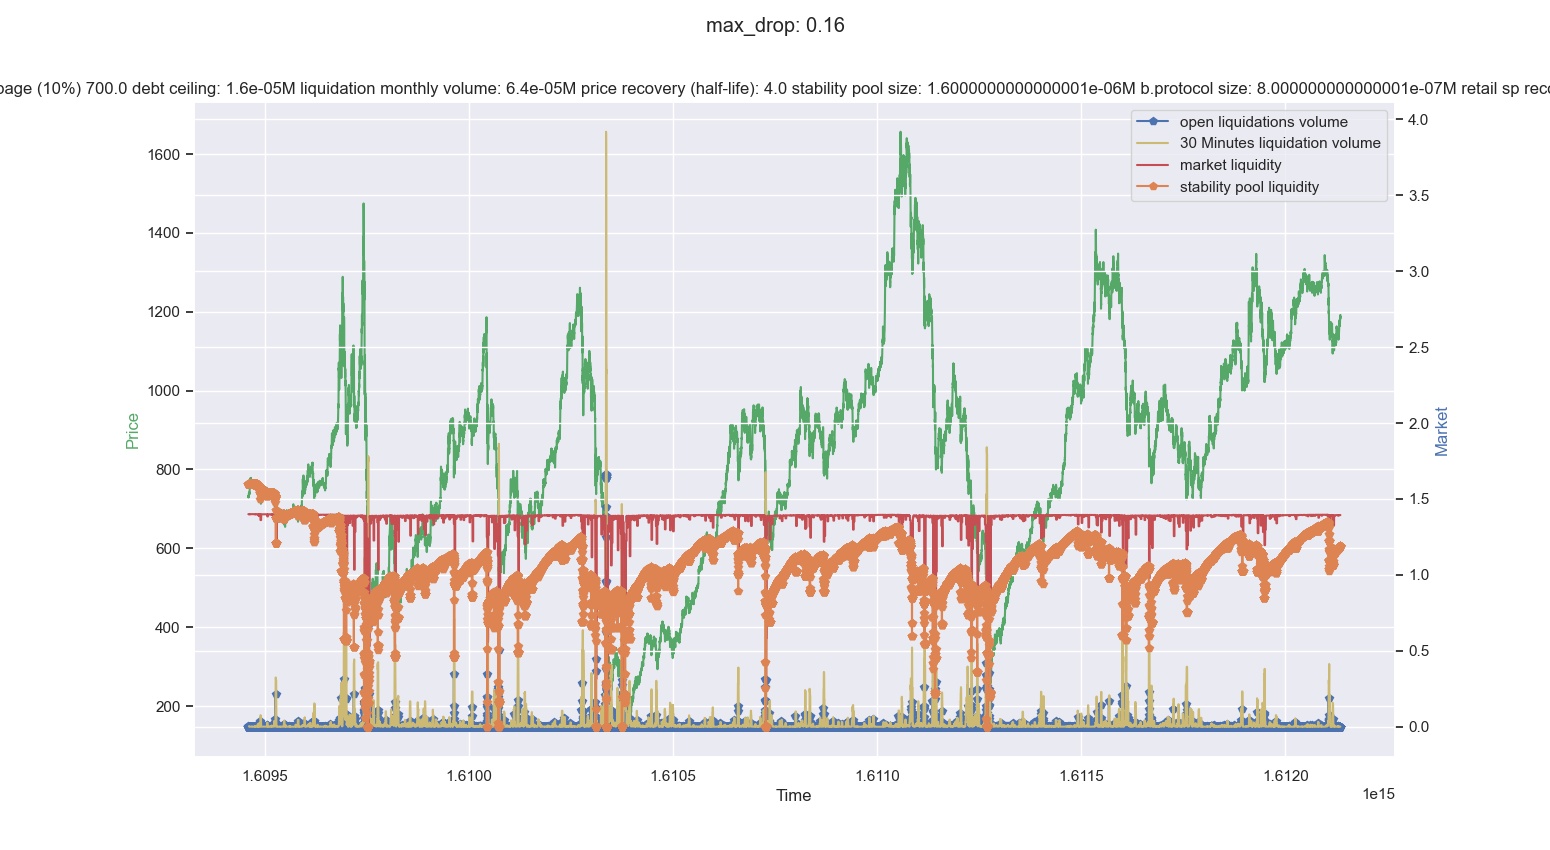 max_drop: 0.16
(10%) 700.0 debt ceiling: 1.6e-05M liquidation monthly volume: 6.4e-05M price recovery (half-life): 4.0 stability pool size: 1.6000000000000001e-06M b.protocol size: 8.000000000000001e-07M retail sp
open liquidations volume
30 Minutes liquidation volume
market liquidity
stability pool liquidity
1600
1400
1200
1000
800
600
400
200
Price
4.0
3.5
3.0
2.5
2.0
1.5
1.0
0.5
0.0
Market
1.6095
1.6100
1.6105
1.6110
1.6115
1.6120
1e15
Time